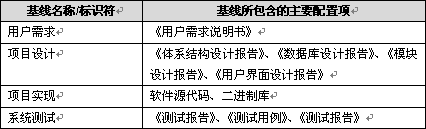 基线名称/标识符 基线所包含的主要配置项
用户需求 《用户需求说明书》
项目设计 《体系结构设计报告》、《数据库设计报告》、《模块
设计报告》、《用户界面设计报告》
项目实现 软件源代码、二进制库
系统测试 《测试报告》、《测试用例》、《测试报告》